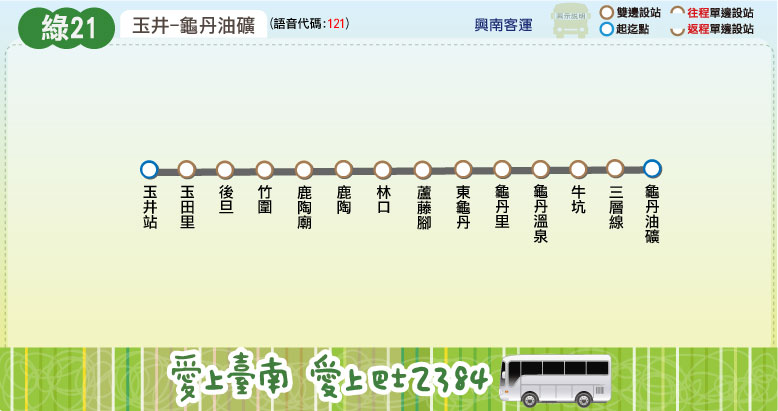 綠21
玉井-龜丹油礦
(語音代碼:121)
興南客運
圖示說明
雙邊設站
起迄點
往程單邊設站
返程單邊設站
玉井站
玉田里
後旦
竹圍
鹿陶廟
鹿陶
林口
蘆藤腳
東龜丹
龜丹里
龜丹溫泉
牛坑
三層線
龜丹油礦
愛上臺南 愛上巴士2384